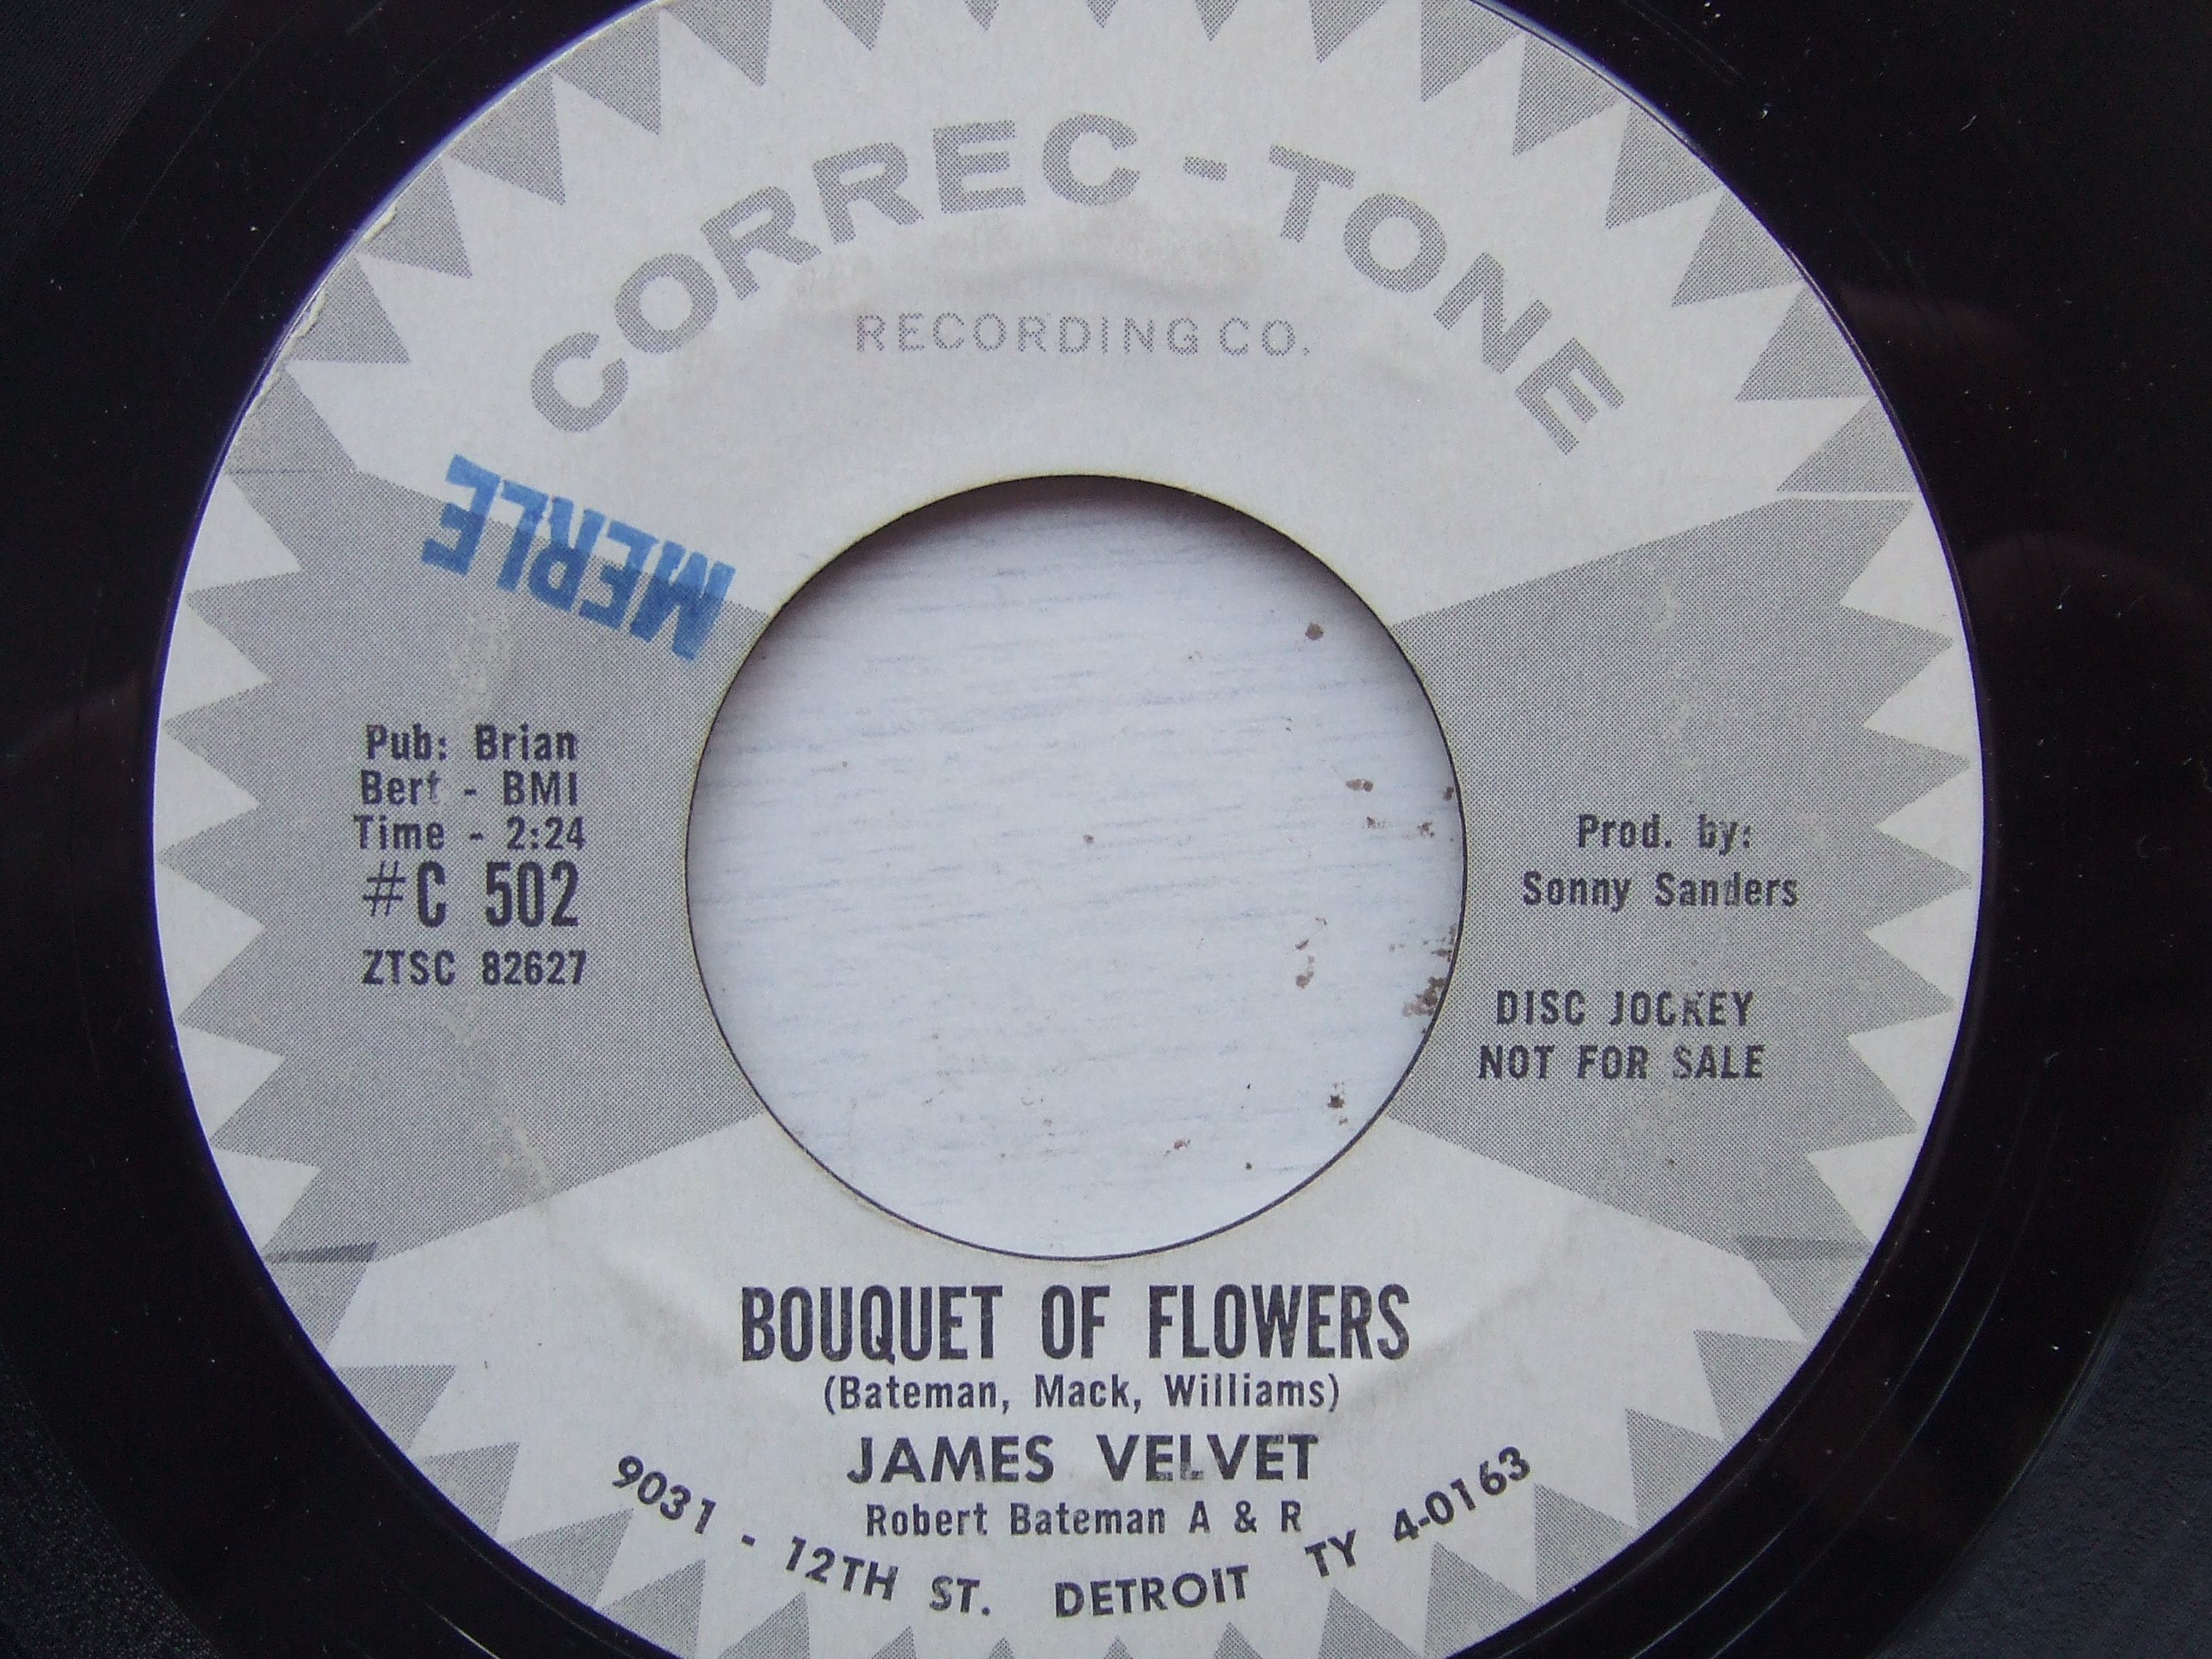 CORREC-TONE
RECORDING CO.
MERLE
Pub: Brian
Bert - BMI
Time - 2:24
#C 502
ZTSC 82627
Prod. by:
Sonny Sanders
DISC JOCKEY
NOT FOR SALE
BOUQUET OF FLOWERS
(Bateman, Mack, Williams)
JAMES VELVET
Robert Bateman A & R
9031 - 12TH ST. DETROIT TY 4-0163